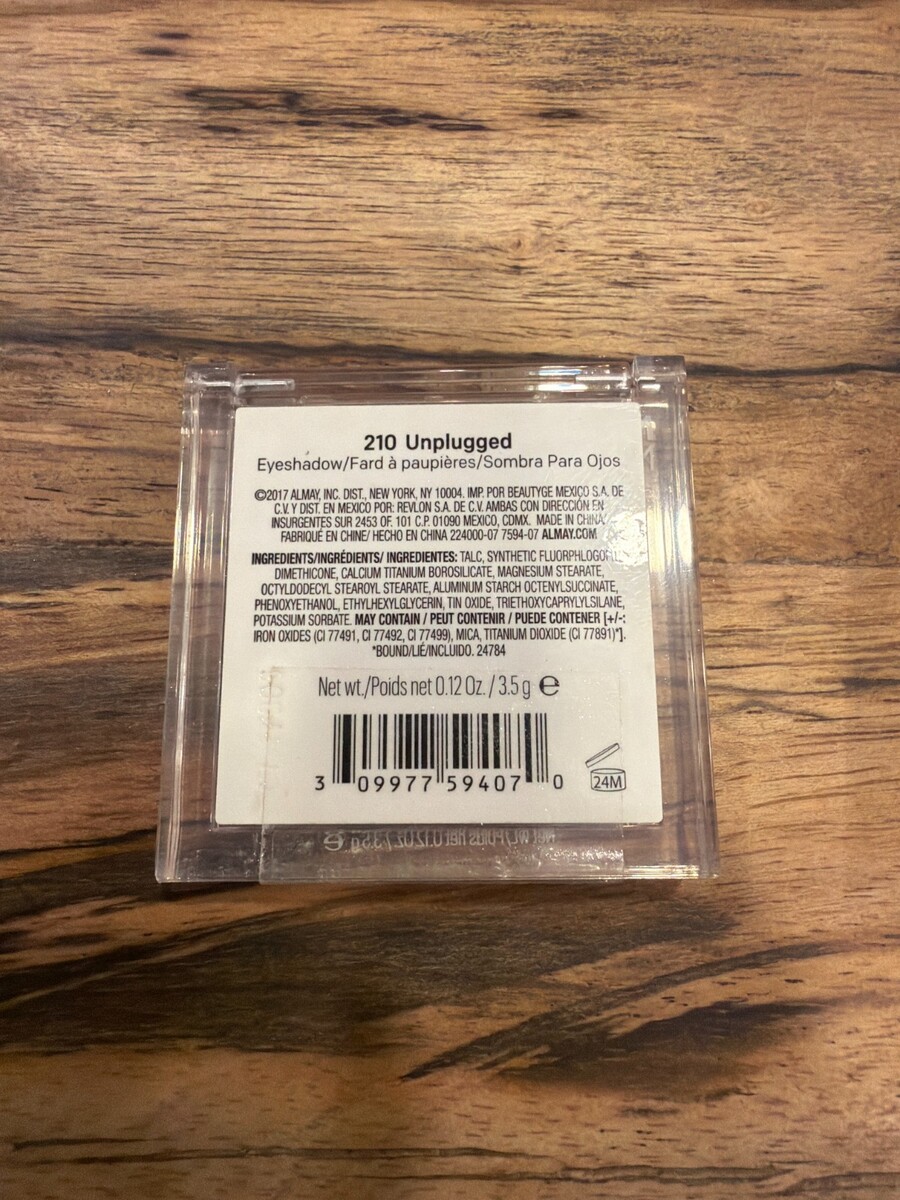 210 Unplugged
Eyeshadow/Fard à paupières/Sombra Para Ojos
©2017 ALMAY, INC. DIST., NEW YORK, NY 10004. IMP. POR BEAUTYGE MEXICO S.A. DE
C.V. Y DIST. EN MEXICO POR: REVLON S.A. DE C.V. AMBAS CON DIRECCIÓN EN
INSURGENTES SUR 2453 OF. 101 C.P. 01090 MEXICO, CDMX. MADE IN CHINA/
FABRIQUÉ EN CHINE/ HECHO EN CHINA 224000-07 7594-07 ALMAY.COM
INGREDIENTS/INGRÉDIENTS/ INGREDIENTES: TALC, SYNTHETIC
DIMETHICONE, CALCIUM TITANIUM BOROSILICATE, MAGNESIUM STEARATE,
OCTYLDODECYL STEAROYL STEARATE, ALUMINUM STARCH OCTENYLSUCCINATE,
PHENOXYETHANOL, ETHYLHEXYLGLYCERIN, TIN OXIDE, TRIETHOXYCAPRYLYLSILANE,
POTASSIUM SORBATE. MAY CONTAIN / PEUT CONTENIR / PUEDE CONTENER [+/-:
IRON OXIDES (CI 77491, CI 77492, CI 77499), MICA, TITANIUM DIOXIDE (CI 77891)*].
*BOUND/LIÉ/INCLUIDO. 24784
Net wt./Poids net 0.12 Oz. / 3.5 g ℮
3 09977 59407 0
24M